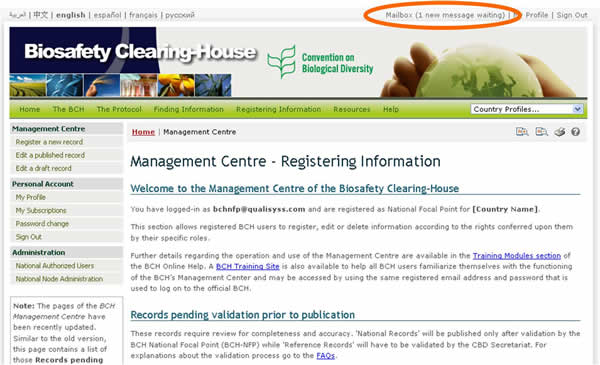 العربية | 中文 | english | español | français | русский
Mailbox (1 new message waiting) | Profile | Sign Out
Biosafety Clearing-House
Convention on
Biological Diversity
Home The BCH The Protocol Finding Information Registering Information Resources Help Country Profiles...
Management Centre
Register a new record
Edit a published record
Edit a draft record
Personal Account
My Profile
My Subscriptions
Password change
Sign Out
Administration
National Authorized Users
National Node Administration
Note: The pages of the BCH
Management Centre have
been recently updated.
Similar to the old version,
this page contains a list
of those Records pending
Home | Management Centre
Management Centre - Registering Information
Welcome to the Management Centre of the Biosafety Clearing-House
You have logged-in as bchnfp@qualisyss.com and are registered as National Focal Point for [Country Name].
This section allows registered BCH users to register, edit or delete information according to the rights conferred upon them
by their specific roles.
Further details regarding the operation and use of the Management Centre are available in the Training Modules section of
the BCH Online Help. A BCH Training Site is also available to help all BCH users familiarize themselves with the functioning
of the BCH's Management Center and may be accessed by using the same registered email address and password that is
used to log on to the official BCH.
Records pending validation prior to publication
These records require review for completeness and accuracy. 'National Records' will be published only after validation by the
BCH National Focal Point (BCH-NFP) while 'Reference Records' will have to be validated by the CBD Secretariat. For
explanations about the validation process go to the FAQs.